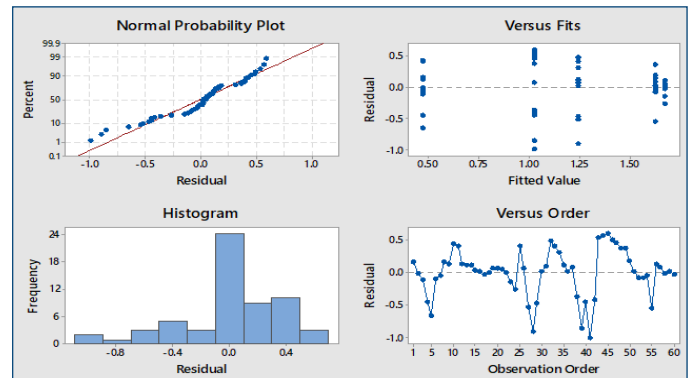 Normal Probability Plot
99.9
99
90
50
10
1
0.1
Percent
-1.0 -0.5 0.0 0.5 1.0
Residual
Versus Fits
0.5
0.0
-0.5
-1.0
Residual
0.50 0.75 1.00 1.25 1.50
Fitted Value
Histogram
24
18
12
6
0
Frequency
-0.8 -0.4 0.0 0.4
Residual
Versus Order
0.5
0.0
-0.5
-1.0
Residual
1 5 10 15 20 25 30 35 40 45 50 55 60
Observation Order